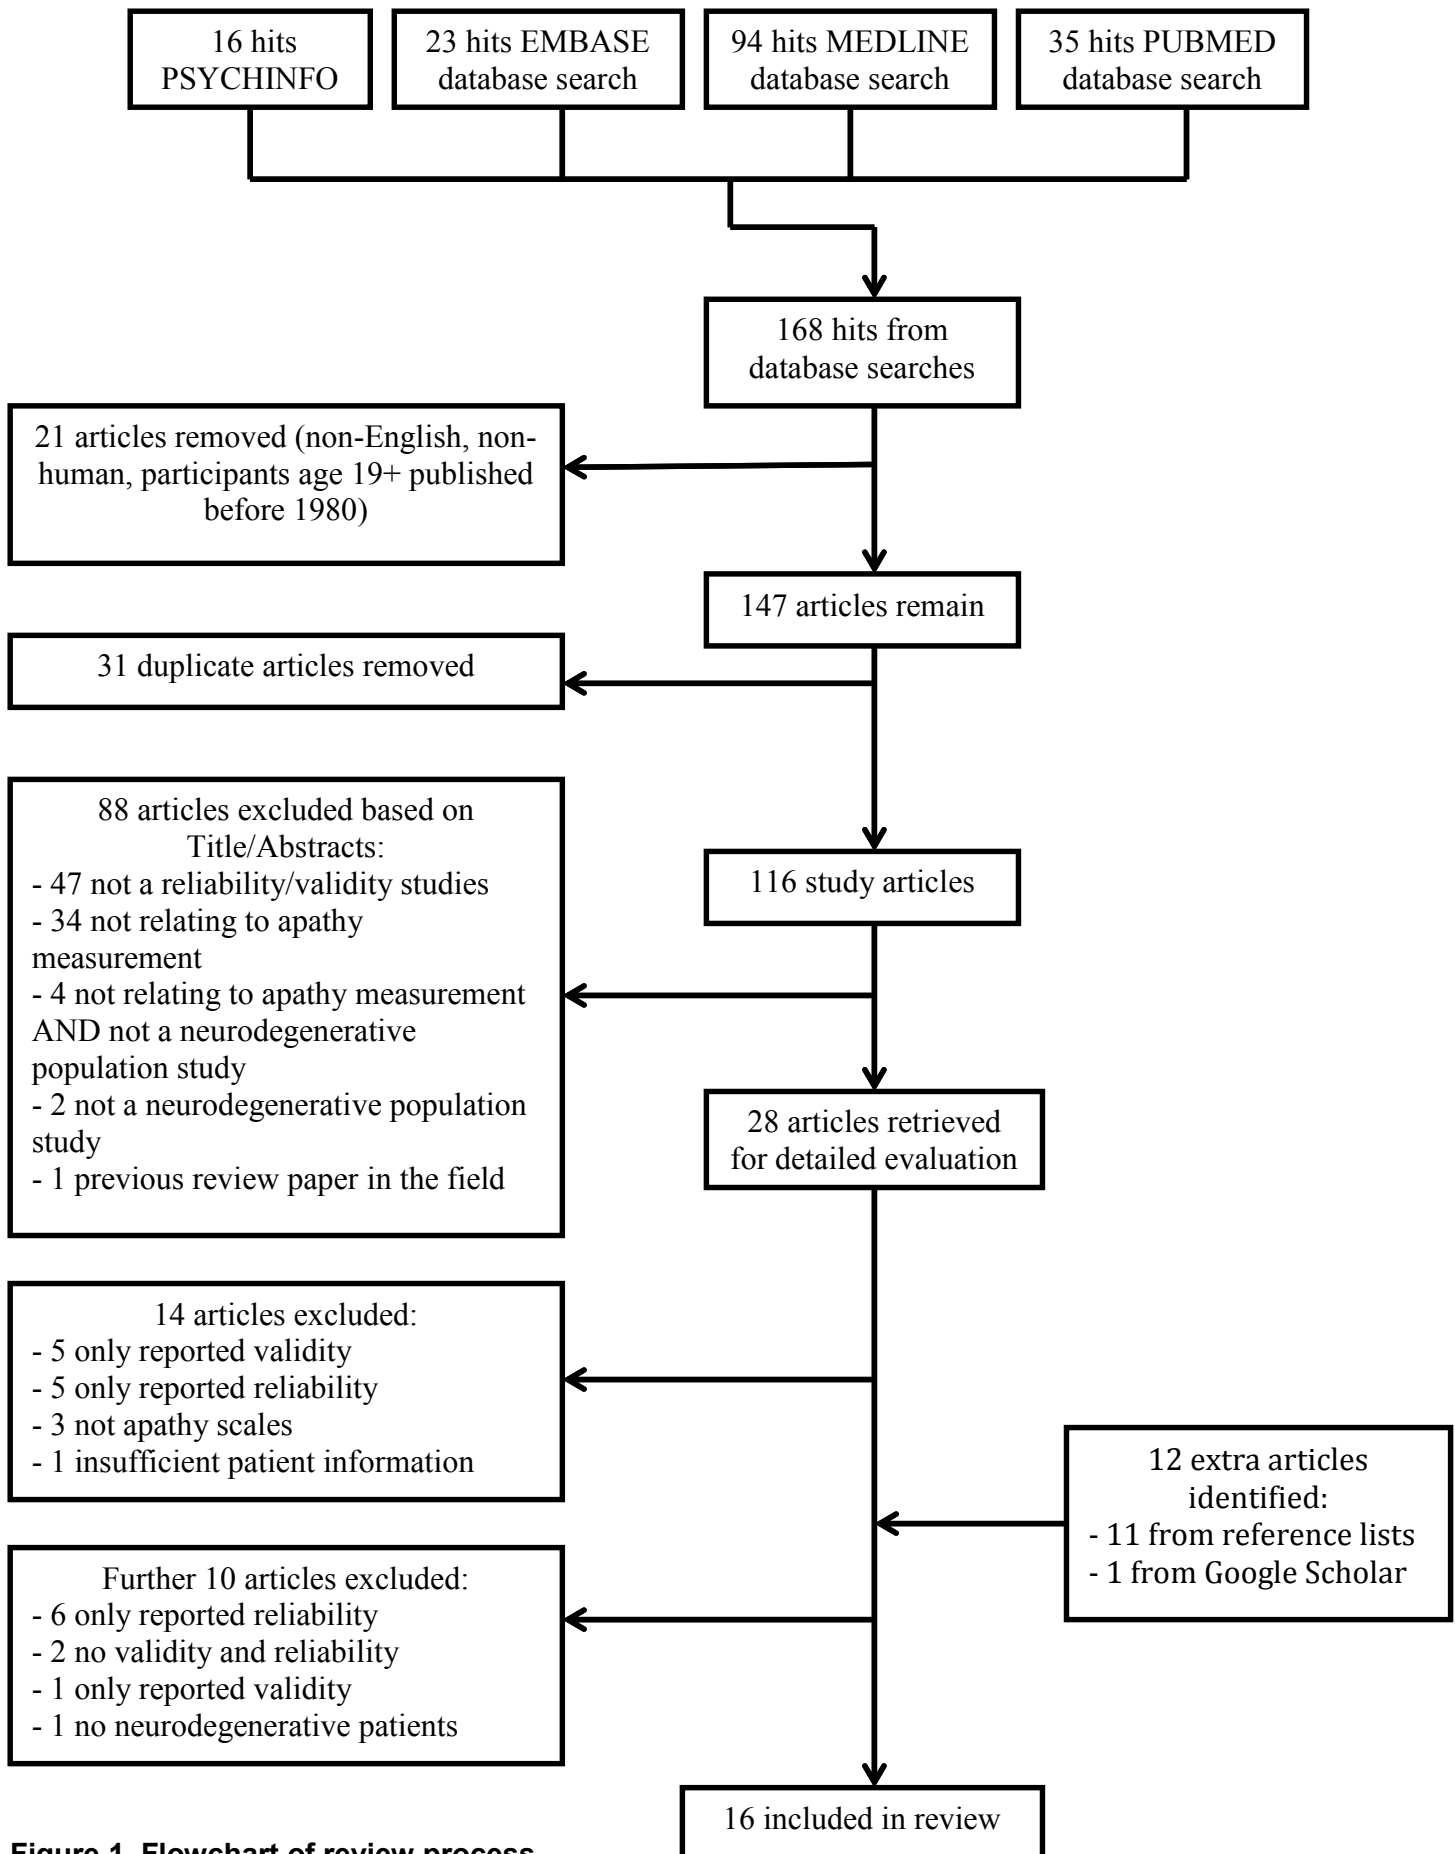 16 hits
PSYCHINFO
23 hits EMBASE
database search
94 hits MEDLINE
database search
35 hits PUBMED
database search
168 hits from
database searches
21 articles removed (non-English, non-
human, participants age 19+ published
before 1980)
147 articles remain
31 duplicate articles removed
88 articles excluded based on
Title/Abstracts:
- 47 not a reliability/validity studies
- 34 not relating to apathy
measurement
- 4 not relating to apathy measurement
AND not a neurodegenerative
population study
- 2 not a neurodegenerative population
study
- 1 previous review paper in the field
116 study articles
28 articles retrieved
for detailed evaluation
14 articles excluded:
- 5 only reported validity
- 5 only reported reliability
- 3 not apathy scales
- 1 insufficient patient information
12 extra articles
identified:
- 11 from reference lists
- 1 from Google Scholar
Further 10 articles excluded:
- 6 only reported reliability
- 2 no validity and reliability
- 1 only reported validity
- 1 no neurodegenerative patients
16 included in review
Figure 1. Flowchart of review process